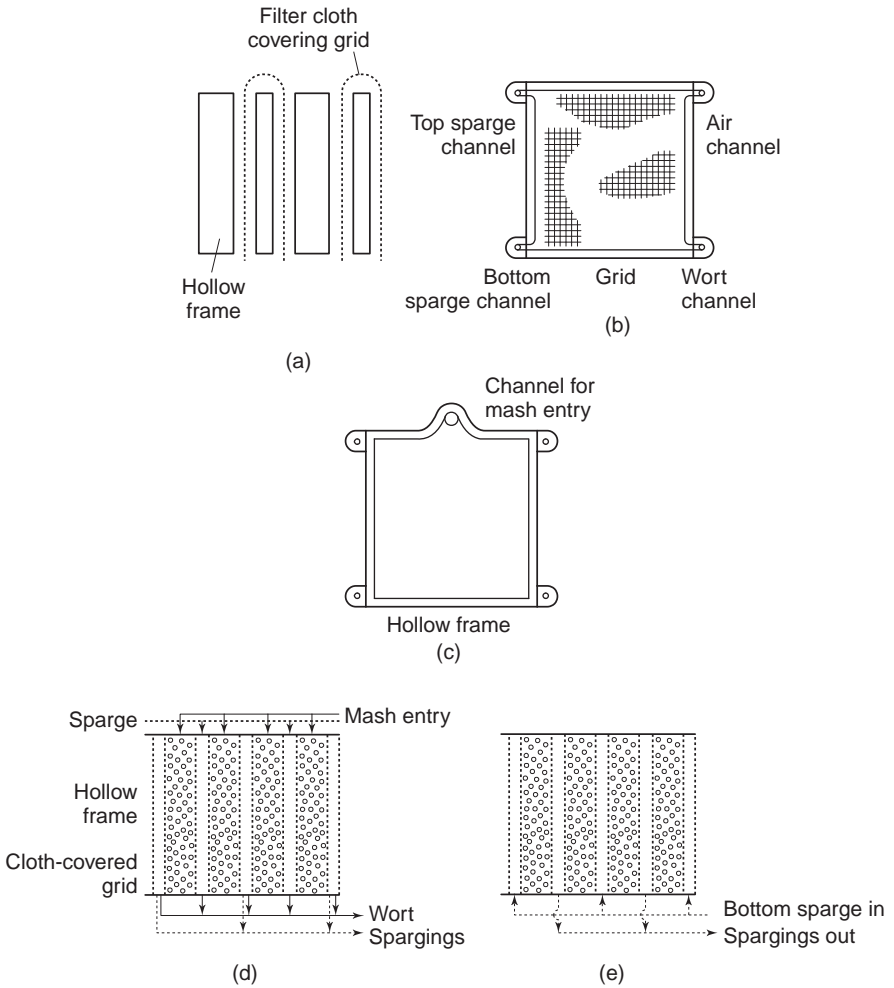 Filter cloth
covering grid
Hollow
frame
(a)
Top sparge
channel
Air
channel
Bottom
sparge channel
Grid
Wort
channel
(b)
Channel for
mash entry
Hollow frame
(c)
Sparge
Mash entry
Hollow
frame
Cloth-covered
grid
Wort
Spargings
(d)
Bottom sparge in
Spargings out
(e)